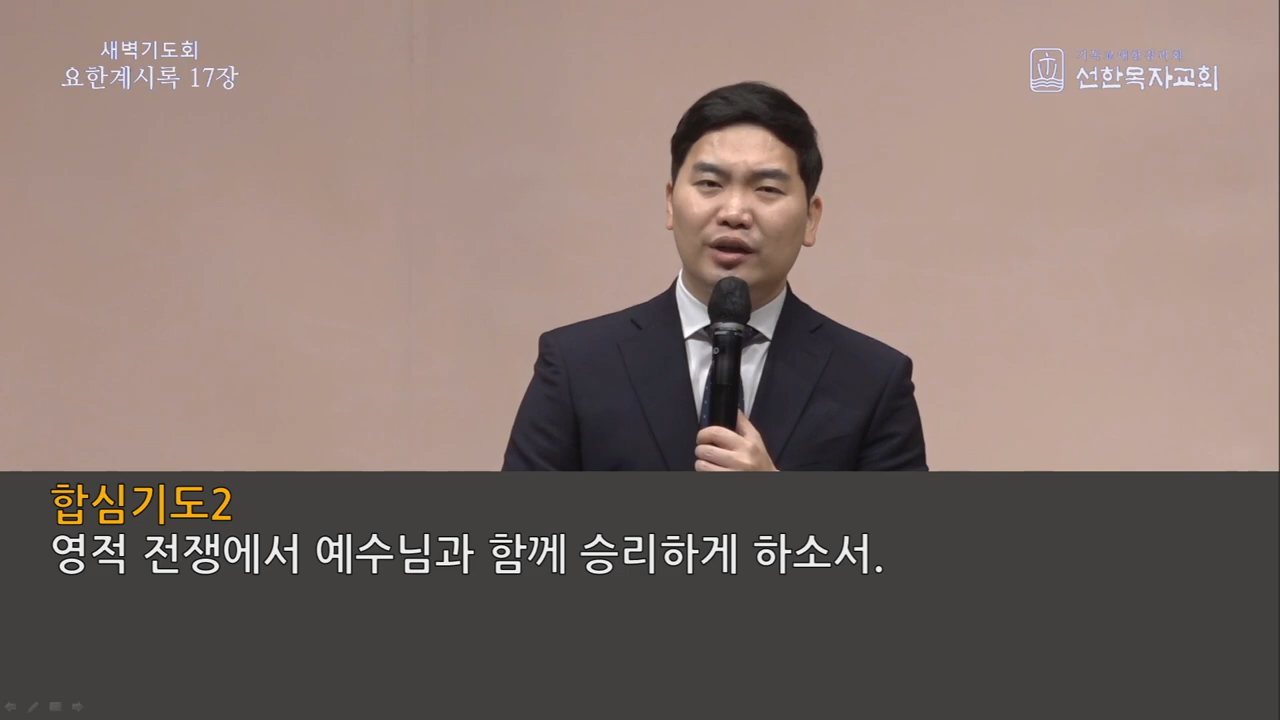 새벽기도회
요한계시록 17장
선한목자교회
합심기도2
영적 전쟁에서 예수님과 함께 승리하게 하소서.